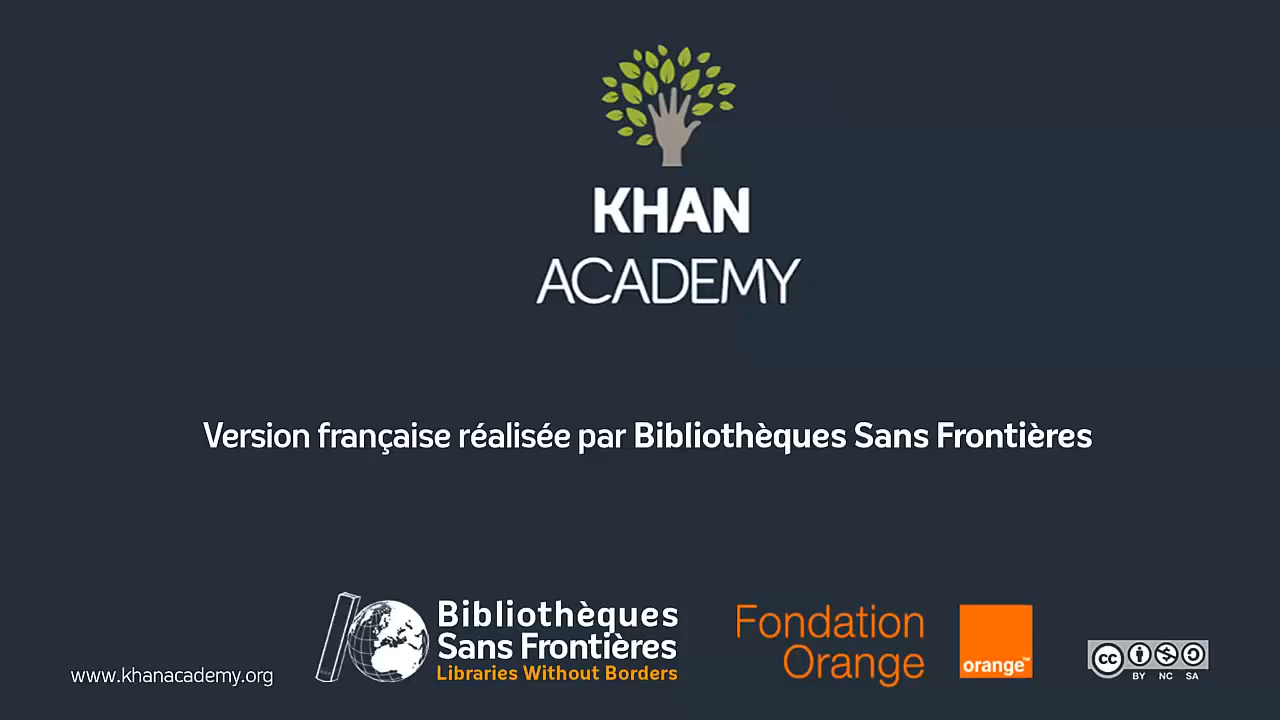 KHAN
ACADEMY
Version française réalisée par Bibliothèques Sans Frontières
www.khanacademy.org
Bibliothèques
Sans Frontières
Libraries Without Borders
Fondation
Orange
orange™
cc
BY NC SA